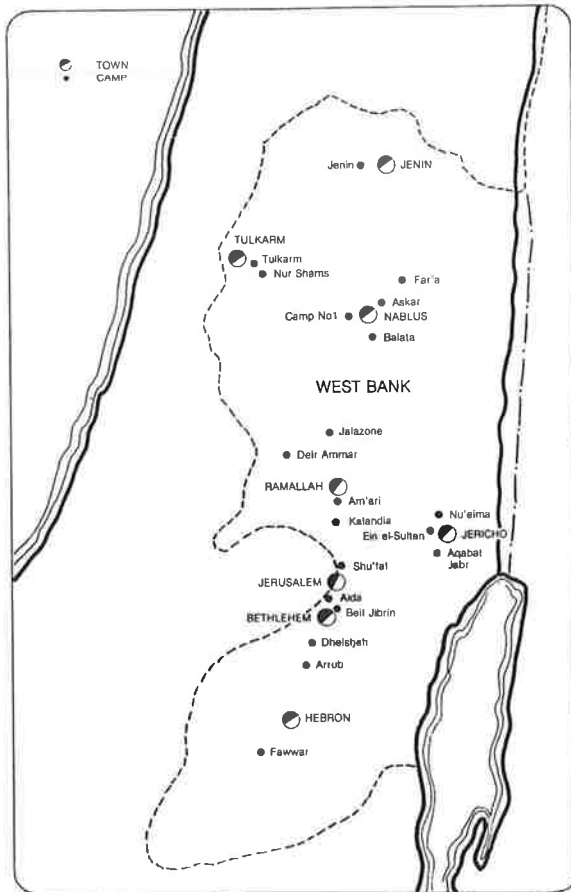 TOWN
CAMP
Jenin
JENIN
TULKARM
Tulkarm
Nur Shams
Far'a
Askar
Camp No1
NABLUS
Balata
WEST BANK
Jalazone
Deir Ammar
RAMALLAH
Am'ari
Nu'eima
Kalandia
Ein el-Sultan
JERICHO
Aqabat
Jabr
Shu'fat
JERUSALEM
Aida
Beit Jibrin
BETHLEHEM
Dheisheh
Arrub
HEBRON
Fawwar